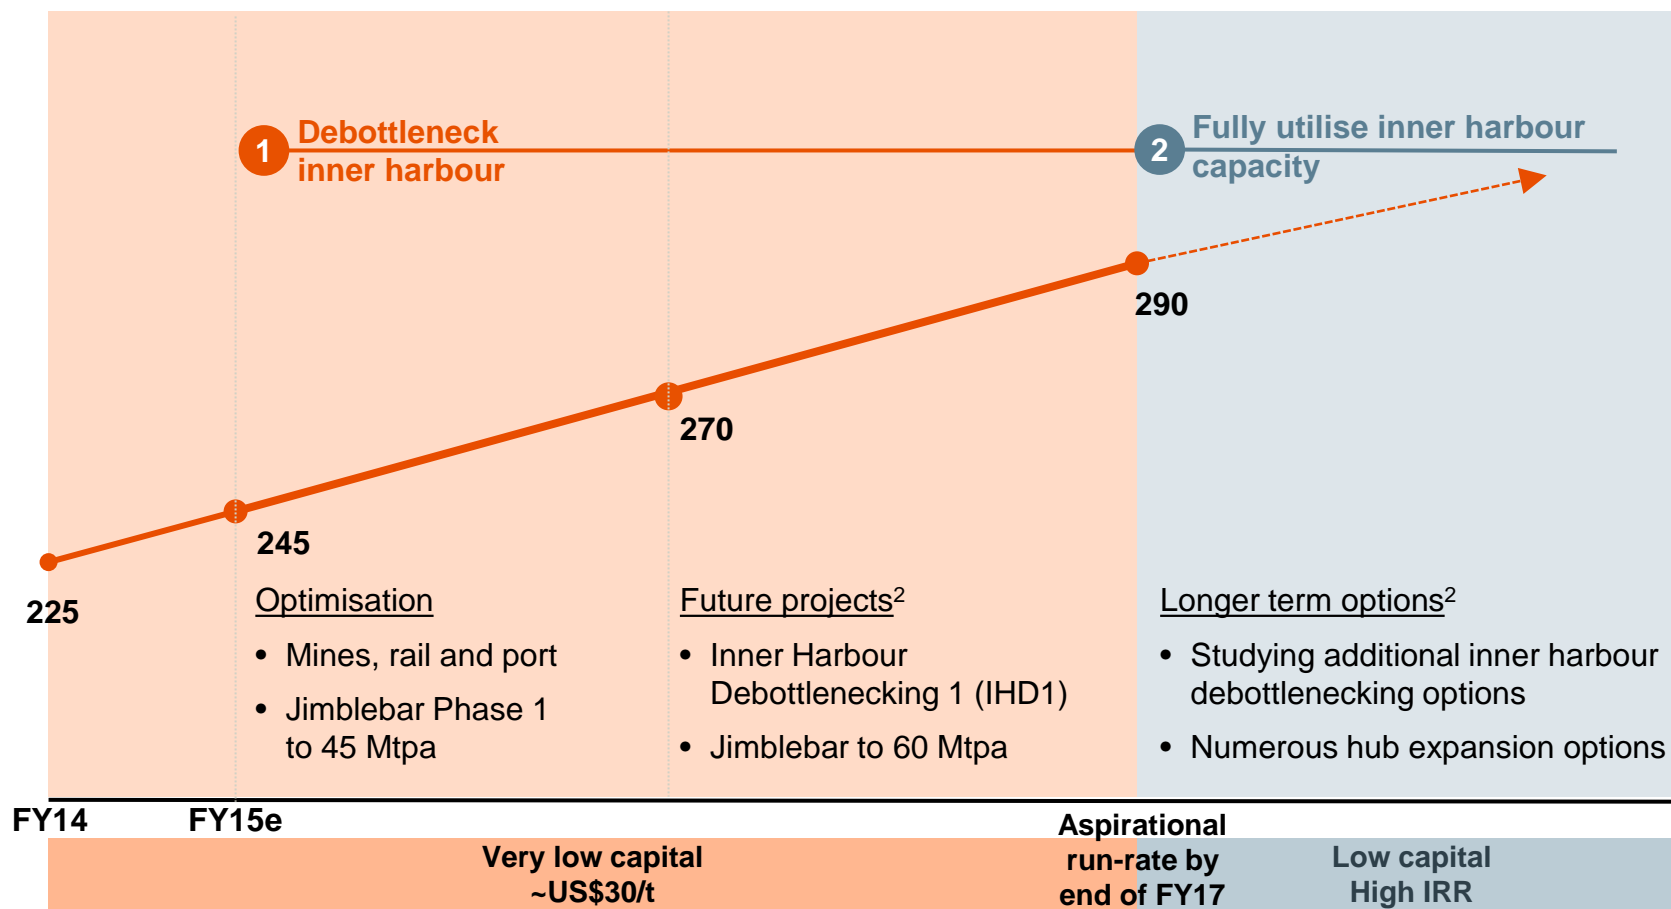 1
Debottleneck
inner harbour
2
Fully utilise inner harbour
capacity
290
270
245
225
Optimisation
• Mines, rail and port
• Jimblebar Phase 1
to 45 Mtpa
Future projects²
• Inner Harbour
Debottlenecking 1 (IHD1)
• Jimblebar to 60 Mtpa
Longer term options²
• Studying additional inner harbour
debottlenecking options
• Numerous hub expansion options
FY14
FY15e
Aspirational
run-rate by
end of FY17
Very low capital
~US$30/t
Low capital
High IRR